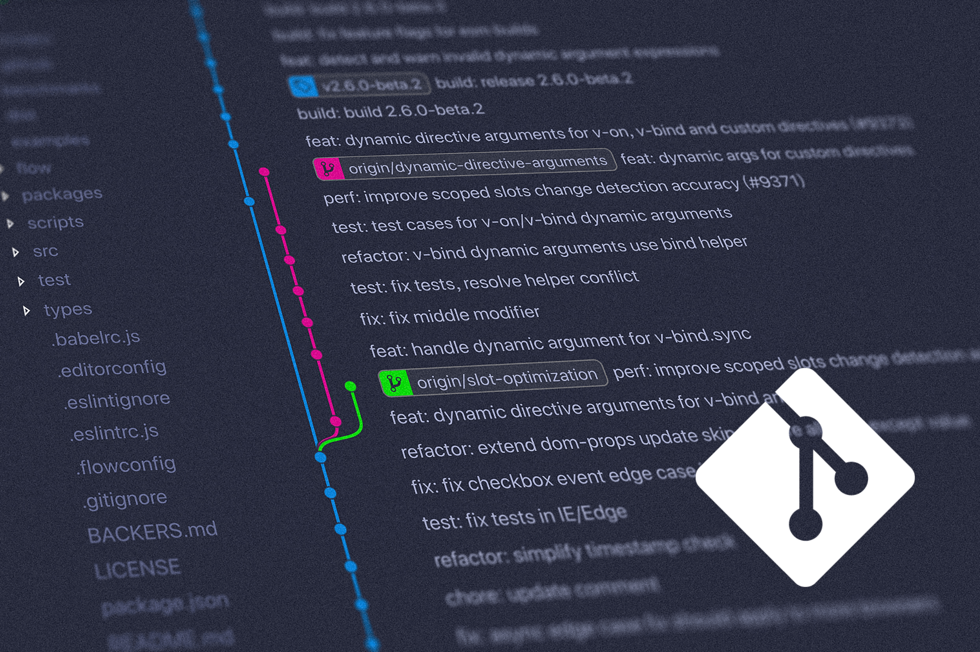 build: build 2.6.0-beta.3
build: fix feature flags for esm builds
feat: detect and warn invalid dynamic argument expressions
v2.6.0-beta.2 build: release 2.6.0-beta.2
build: build 2.6.0-beta.2
feat: dynamic directive arguments for v-on, v-bind and custom directives (#9373)
origin/dynamic-directive-arguments feat: dynamic args for custom directives
perf: improve scoped slots change detection accuracy (#9371)
test: test cases for v-on/v-bind dynamic arguments
refactor: v-bind dynamic arguments use bind helper
test: fix tests, resolve helper conflict
fix: fix middle modifier
feat: handle dynamic argument for v-bind.sync
origin/slot-optimization perf: improve scoped slots change detection
feat: dynamic directive arguments for v-bind
refactor: extend dom-props update skip except value
fix: fix checkbox event edge case
test: fix tests in IE/Edge
refactor: simplify timestamp check
chore: update comment
fix: async edge case fix should apply to more browsers
benchmarks
examples
flow
packages
scripts
src
test
types
.babelrc.js
.editorconfig
.eslintignore
.eslintrc.js
.flowconfig
.gitignore
BACKERS.md
LICENSE
package.json
README.md